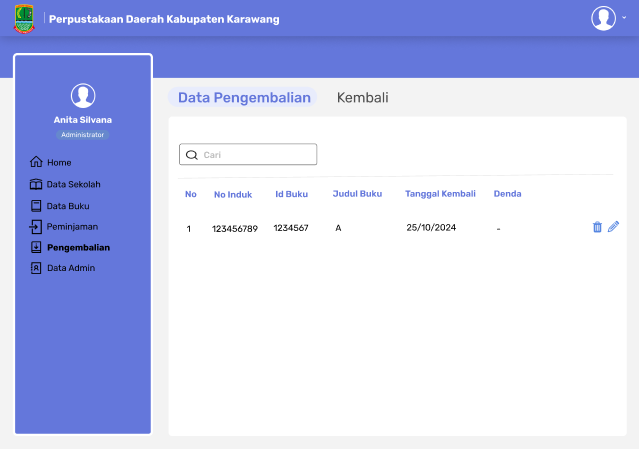 Perpustakaan Daerah Kabupaten Karawang
Anita Silvana
Administrator
Home
Data Sekolah
Data Buku
Peminjaman
Pengembalian
Data Admin
Data Pengembalian Kembali
Cari
No No Induk Id Buku Judul Buku Tanggal Kembali Denda
1 123456789 1234567 A 25/10/2024 -